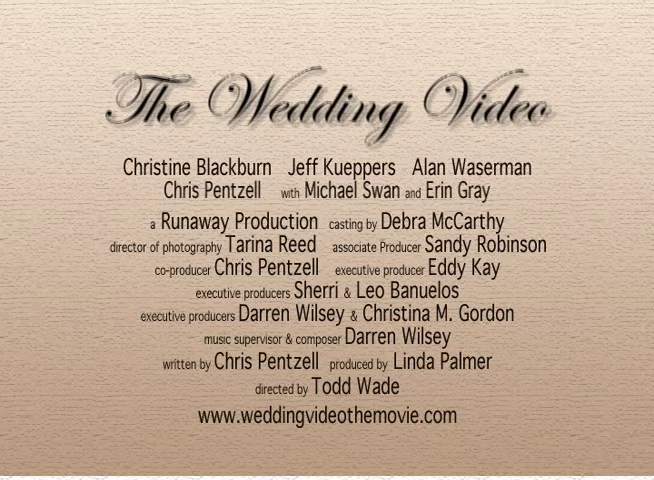 The Wedding Video
Christine Blackburn Jeff Kueppers Alan Waserman
Chris Pentzell with Michael Swan and Erin Gray
a Runaway Production casting by Debra McCarthy
director of photography Tarina Reed associate Producer Sandy Robinson
co-producer Chris Pentzell executive producer Eddy Kay
executive producers Sherri & Leo Banuelos
executive producers Darren Wilsey & Christina M. Gordon
music supervisor & composer Darren Wilsey
written by Chris Pentzell produced by Linda Palmer
directed by Todd Wade
www.weddingvideothemovie.com